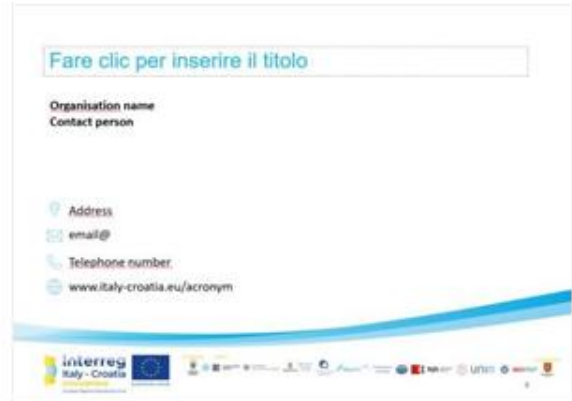 Fare clic per inserire il titolo
Organisation name
Contact person
Address
email@
Telephone number
www.italy-croatia.eu/acronym
Interreg
Italy - Croatia